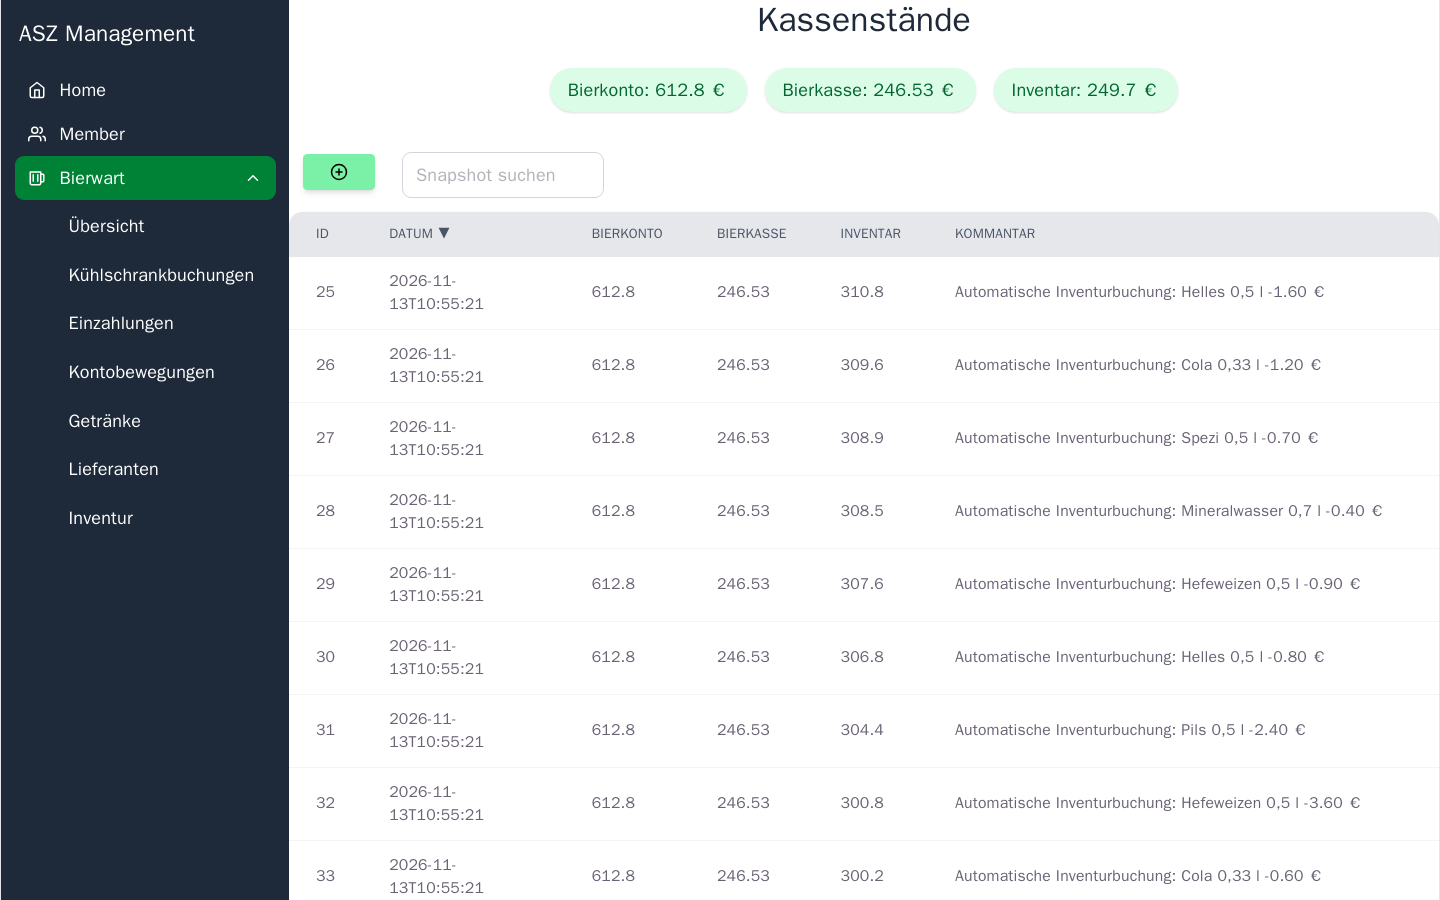 ASZ Management
Home
Member
Bierwart
Übersicht
Kühlschrankbuchungen
Einzahlungen
Kontobewegungen
Getränke
Lieferanten
Inventur
Kassenstände
Bierkonto: 612.8 €
Bierkasse: 246.53 €
Inventar: 249.7 €
Snapshot suchen
ID DATUM ▼ BIERKONTO BIERKASSE INVENTAR KOMMANTAR
25 2026-11-13T10:55:21 612.8 246.53 310.8 Automatische Inventurbuchung: Helles 0,5 l -1.60 €
26 2026-11-13T10:55:21 612.8 246.53 309.6 Automatische Inventurbuchung: Cola 0,33 l -1.20 €
27 2026-11-13T10:55:21 612.8 246.53 308.9 Automatische Inventurbuchung: Spezi 0,5 l -0.70 €
28 2026-11-13T10:55:21 612.8 246.53 308.5 Automatische Inventurbuchung: Mineralwasser 0,7 l -0.40 €
29 2026-11-13T10:55:21 612.8 246.53 307.6 Automatische Inventurbuchung: Hefeweizen 0,5 l -0.90 €
30 2026-11-13T10:55:21 612.8 246.53 306.8 Automatische Inventurbuchung: Helles 0,5 l -0.80 €
31 2026-11-13T10:55:21 612.8 246.53 304.4 Automatische Inventurbuchung: Pils 0,5 l -2.40 €
32 2026-11-13T10:55:21 612.8 246.53 300.8 Automatische Inventurbuchung: Hefeweizen 0,5 l -3.60 €
33 2026-11-13T10:55:21 612.8 246.53 300.2 Automatische Inventurbuchung: Cola 0,33 l -0.60 €